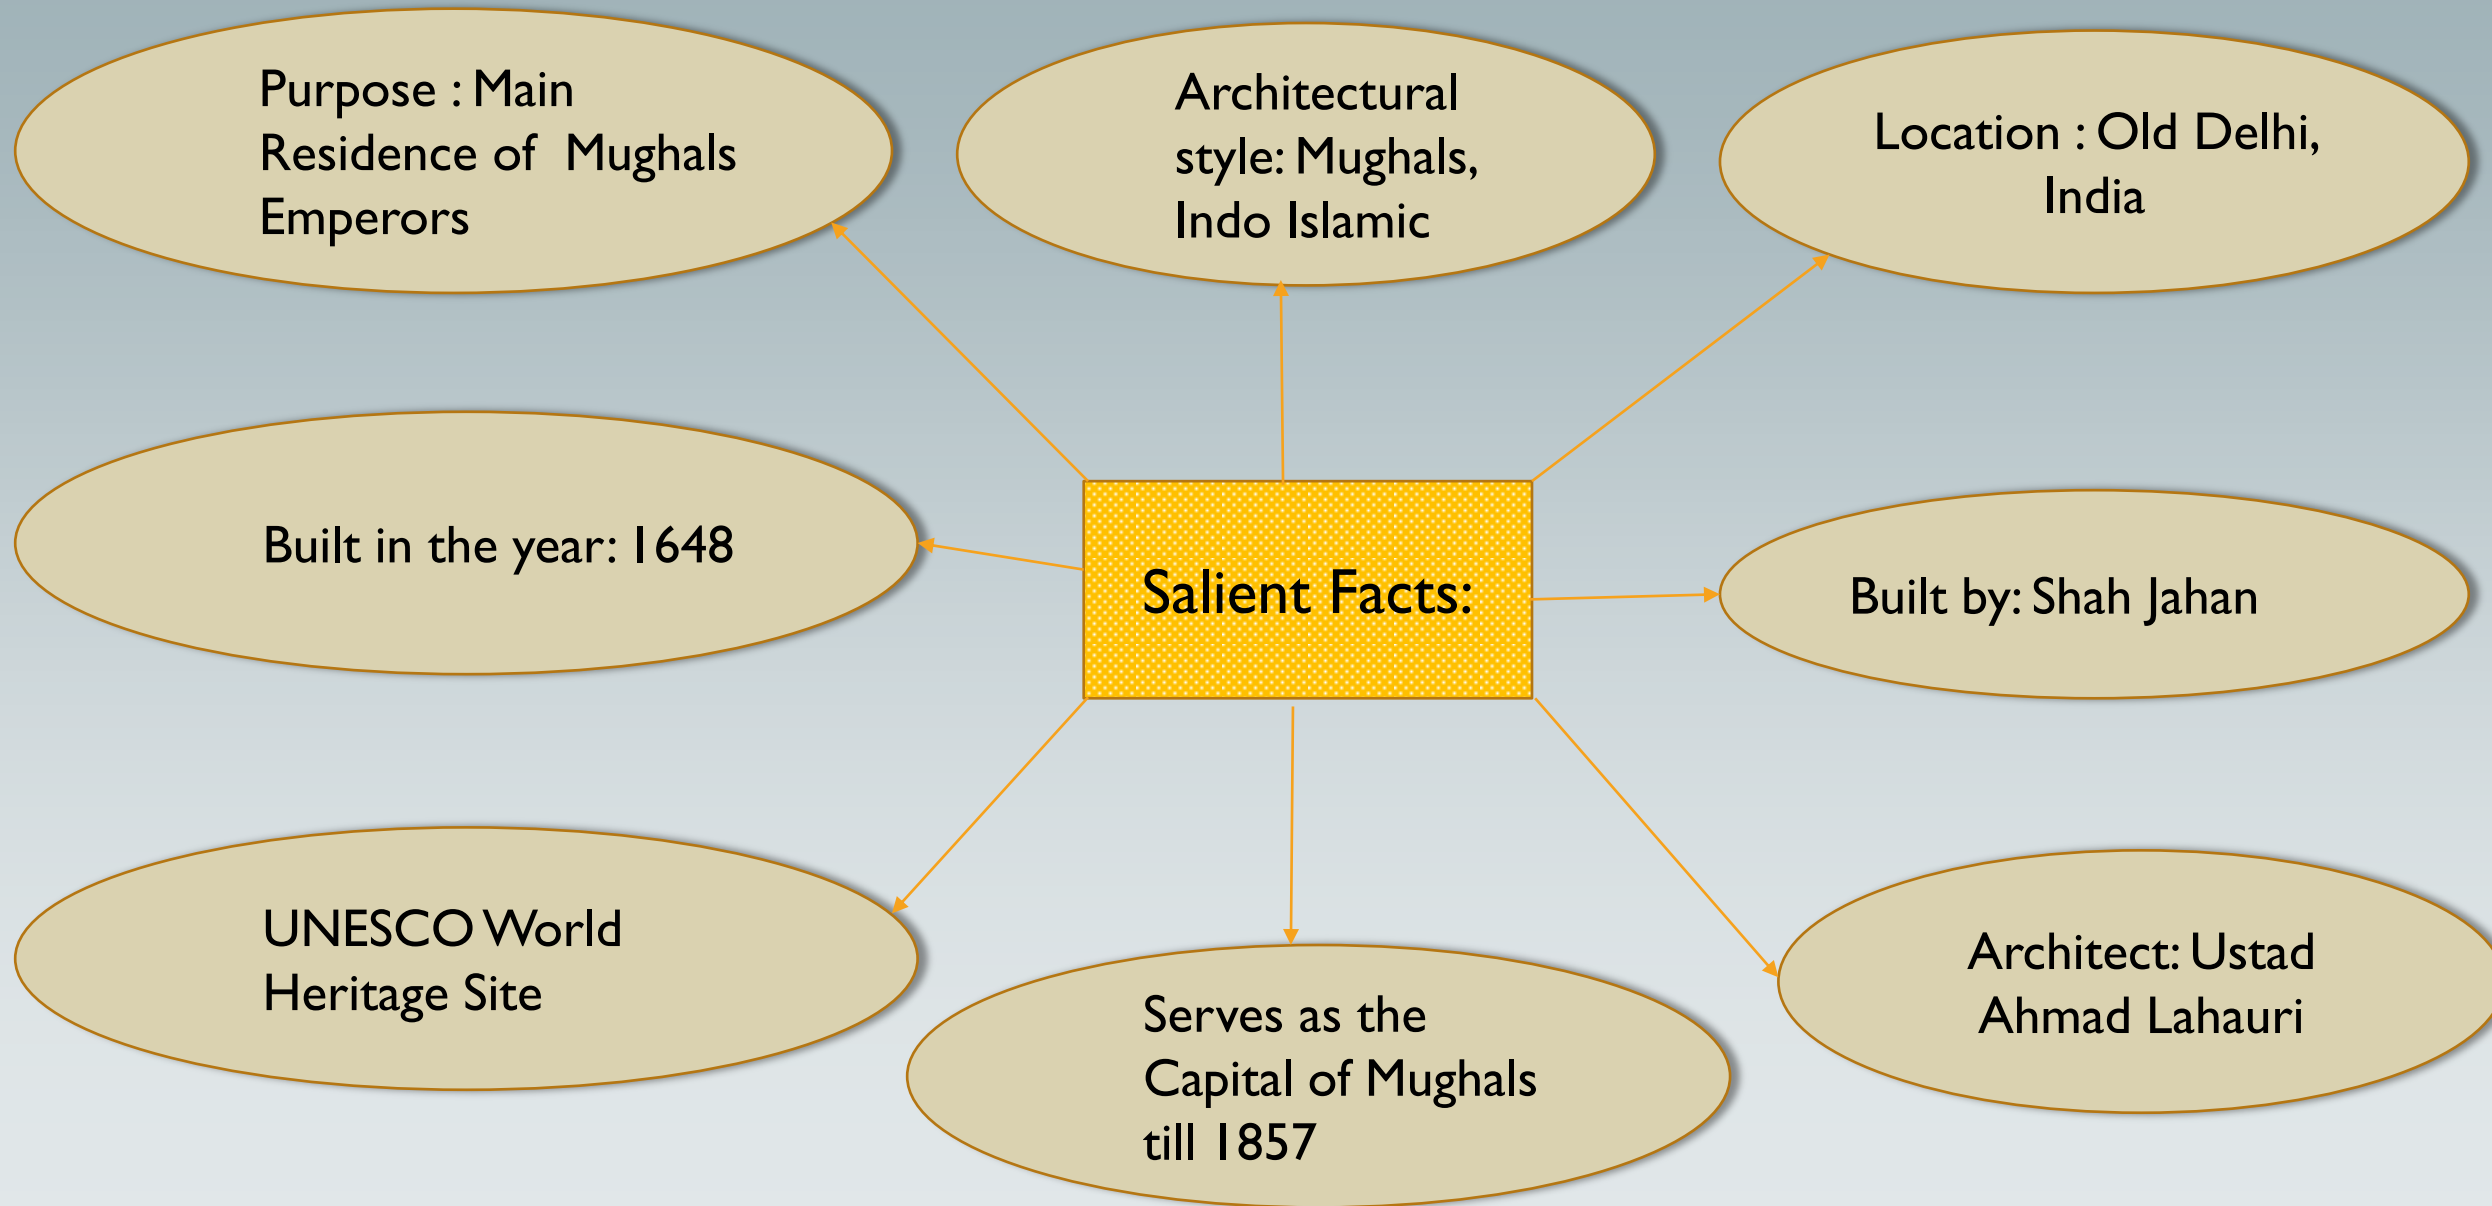 Purpose : Main
Residence of  Mughals
Emperors
Architectural
style: Mughals,
Indo Islamic
Location : Old Delhi,
India
Built in the year: 1648
Salient Facts:
Built by: Shah Jahan
UNESCO World
Heritage Site
Serves as the
Capital of Mughals
till 1857
Architect: Ustad
Ahmad Lahauri